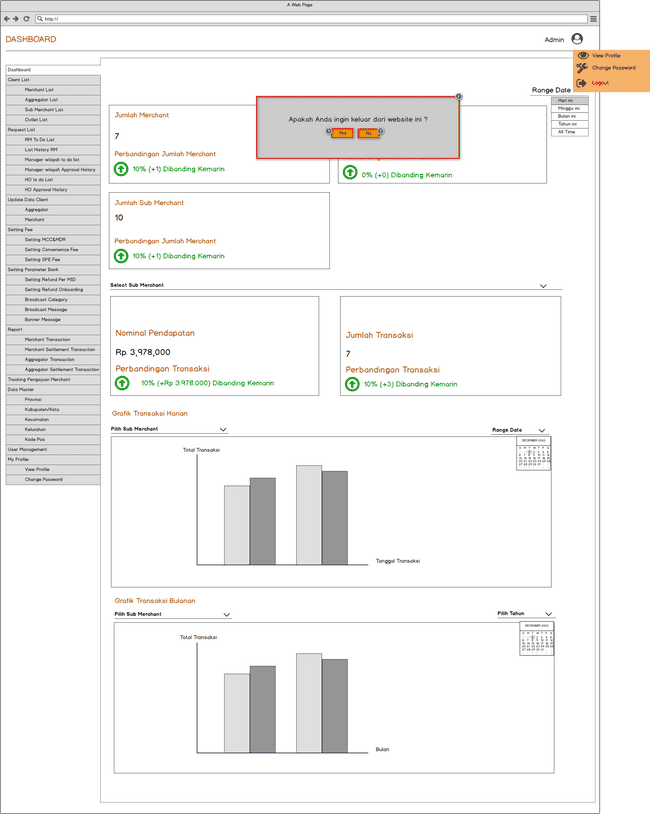 A Web Page
http://
DASHBOARD
Admin
View Profile
Change Password
Logout
Dashboard
Client List
Merchant List
Aggregator List
Sub Merchant List
Outlet List
Request List
RM To Do List
List History RM
Manager wilayah to do list
Manager wilayah Approval History
HO to do List
HO Approval History
Update Data Client
Aggregator
Merchant
Setting Fee
Setting MCC&MDR
Setting Convenience Fee
Setting SPE Fee
Setting Parameter Bank
Setting Refund Per MID
Setting Refund Onboarding
Broadcast Category
Broadcast Message
Banner Message
Report
Merchant Transaction
Merchant Settlement Transaction
Aggregator Transaction
Aggregator Settlement Transaction
Tracking Pengajuan Merchant
Data Master
Provinsi
Kabupaten/Kota
Kecamatan
Kelurahan
Kode Pos
User Management
My Profile
View Profile
Change Password
Range Date
Hari ini
Minggu ini
Bulan ini
Tahun ini
All Time
Apakah Anda ingin keluar dari website ini ?
Yes
No
Jumlah Merchant
7
Perbandingan Jumlah Merchant
10% (+1) Dibanding Kemarin
0% (+0) Dibanding Kemarin
Jumlah Sub Merchant
10
Perbandingan Jumlah Merchant
10% (+1) Dibanding Kemarin
Select Sub Merchant
Nominal Pendapatan
Rp. 3,978,000
Perbandingan Transaksi
10% (+Rp 3.978.000) Dibanding Kemarin
Jumlah Transaksi
7
Perbandingan Transaksi
10% (+3) Dibanding Kemarin
Grafik Transaksi Harian
Pilih Sub Merchant
Range Date
DECEMBER 2020
Total Transaksi
Tanggal Transaksi
Grafik Transaksi Bulanan
Pilih Sub Merchant
Pilih Tahun
DECEMBER 2020
Total Transaksi
Bulan